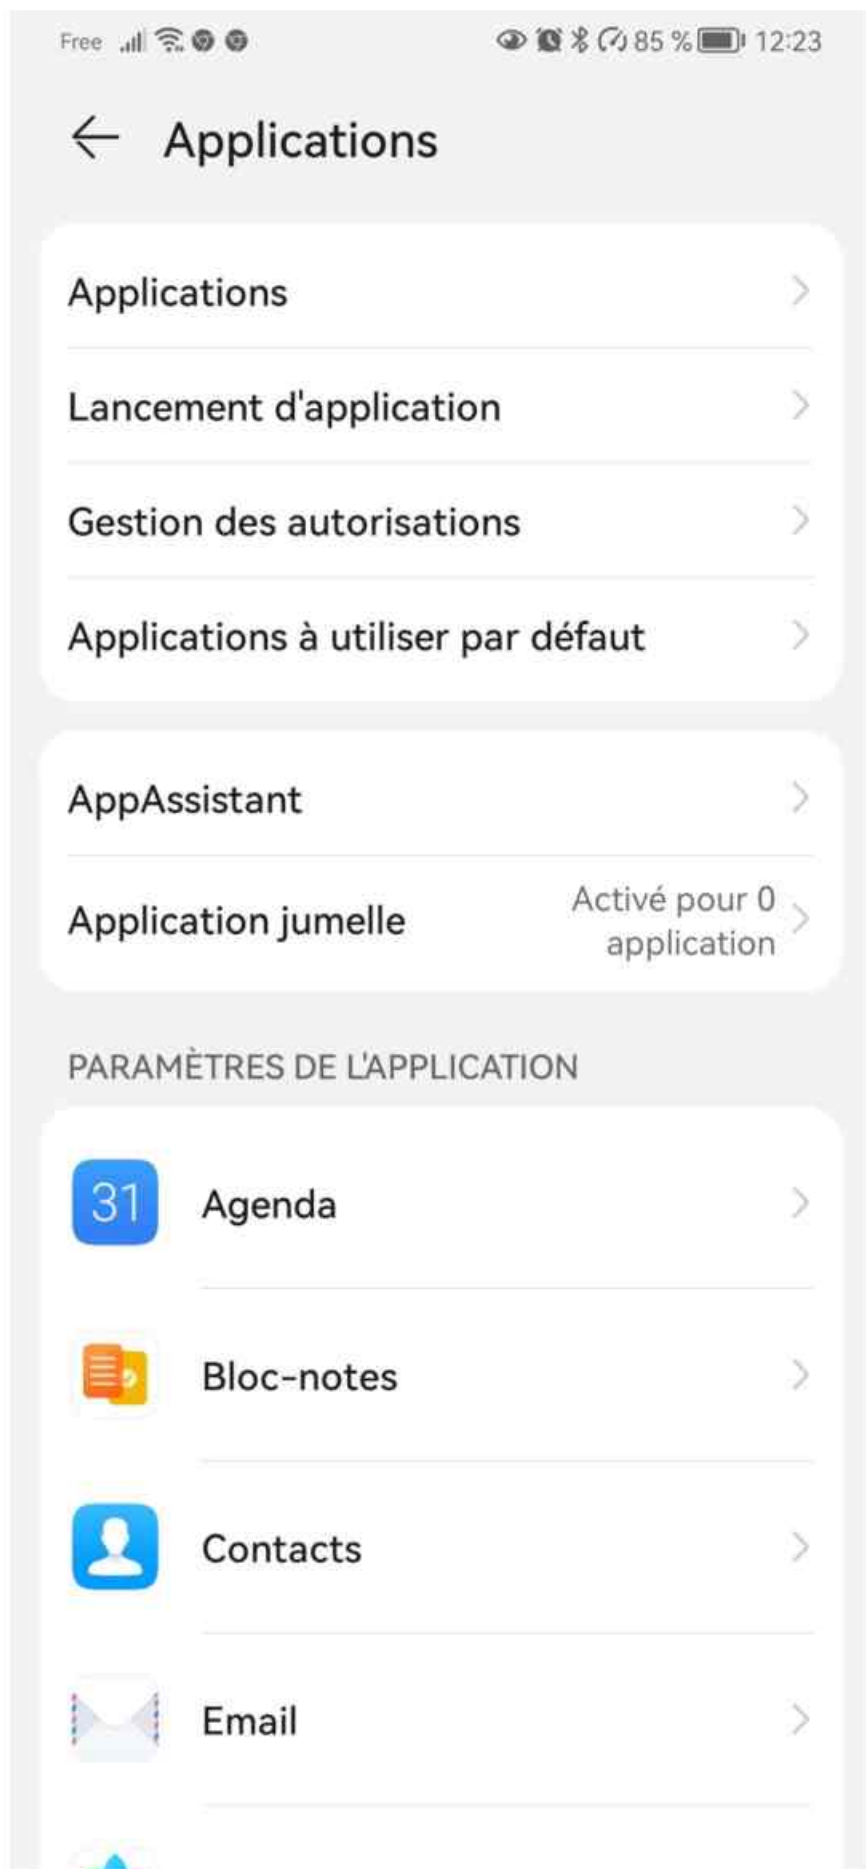 Free 85 % 12:23
Applications
Applications
Lancement d'application
Gestion des autorisations
Applications à utiliser par défaut
AppAssistant
Application jumelle
Activé pour 0
application
PARAMÈTRES DE L'APPLICATION
31
Agenda
Bloc-notes
Contacts
Email